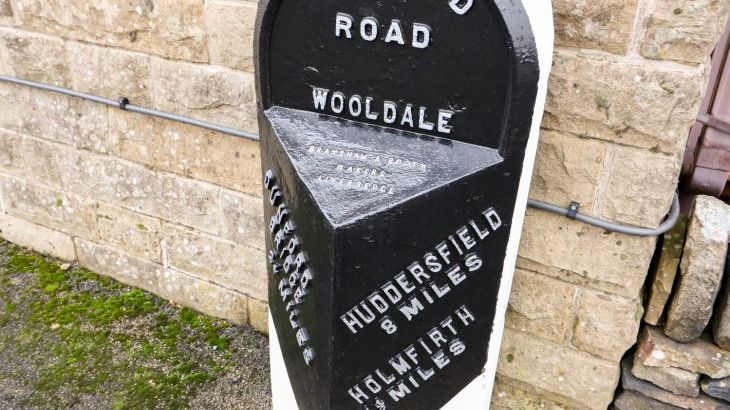 D
ROAD
WOOLDALE
BRAYSHAW & BOOTH
MAKERS
LIVERSEDGE
HUDDERSFIELD
8 MILES
HOLMFIRTH
MILES